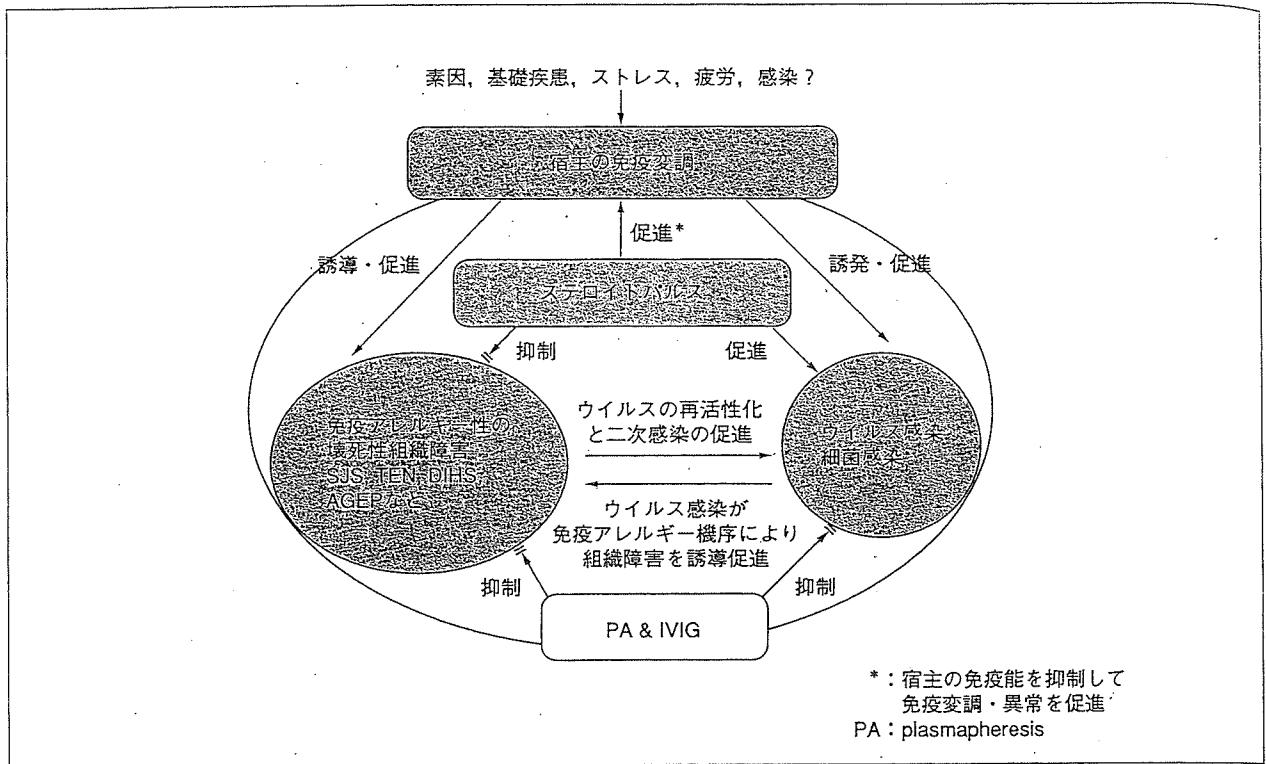 素因，基礎疾患，ストレス，疲労，感染？
宿主の免疫変調
促進*
誘導・促進
誘発・促進
ステロイドパルス
抑制
促進
免疫アレルギー性の
壊死性組織障害
SJS, TEN, DIHS,
AGEPなど
ウイルスの再活性化
と二次感染の促進
ウイルス感染
細菌感染
ウイルス感染が
免疫アレルギー機序により
組織障害を誘導促進
抑制
抑制
PA & IVIG
*：宿主の免疫能を抑制して
免疫変調・異常を促進
PA：plasmapheresis